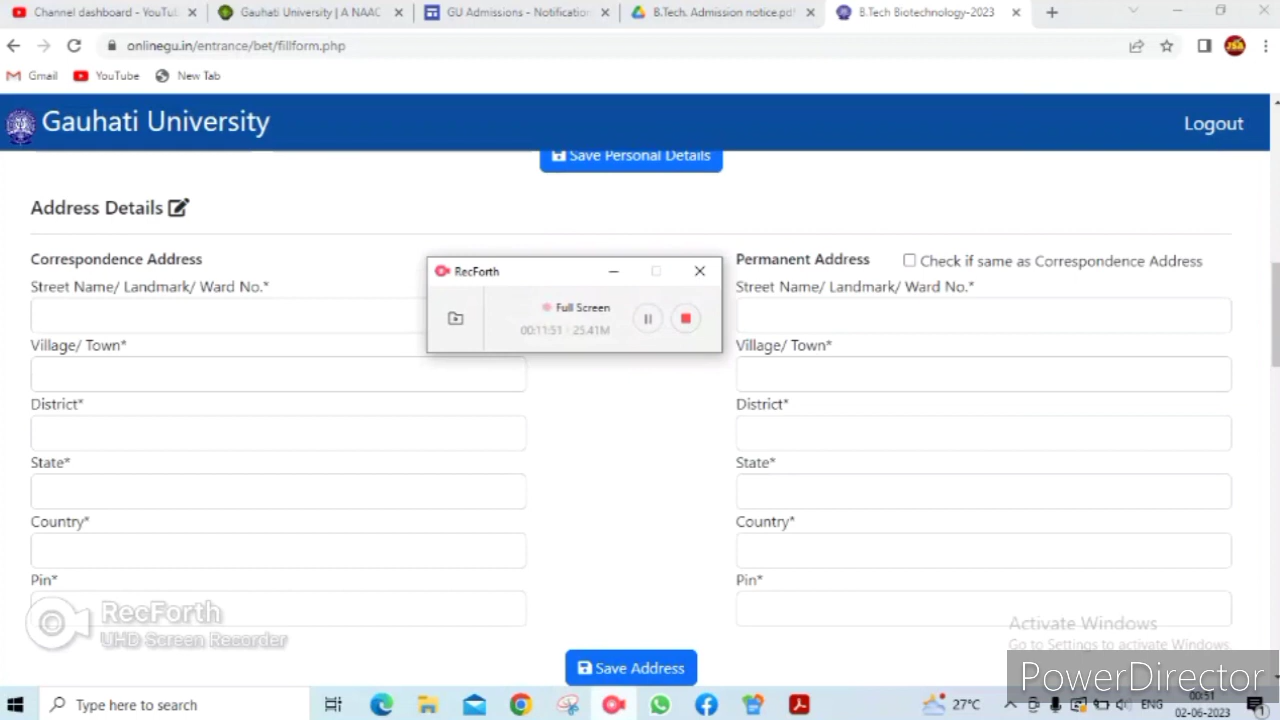 Channel dashboard - YouTu
Gauhati University | A NAAC
GU Admissions - Notification
B.Tech. Admission notice.pdf
B.Tech Biotechnology-2023
onlinegu.in/entrance/bet/fillform.php
Gmail
YouTube
New Tab
Gauhati University
Logout
Save Personal Details
Address Details
Correspondence Address
Street Name/ Landmark/ Ward No.*
Village/ Town*
District*
State*
Country*
Pin*
RecForth
Full Screen
00:11:51 - 25.41M
Permanent Address
Check if same as Correspondence Address
Street Name/ Landmark/ Ward No.*
Village/ Town*
District*
State*
Country*
Pin*
RecForth
UHD Screen Recorder
Save Address
Activate Windows
Go to Settings to activate Windows.
PowerDirector
Type here to search
27°C
ENG
00:51
02-06-2023